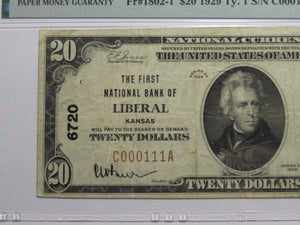 PAPER MONEY GUARANTY Fr#1802-1 $20 1929 Ty. 1 S/N C000
NATIONAL CURRE
THE UNITED STATES OF AM
20
THE FIRST
NATIONAL BANK OF
LIBERAL
KANSAS
WILL PAY TO THE BEARER ON DEMAND
TWENTY DOLLARS
C000111A
6720
C
20
TWENTY DOLLARS